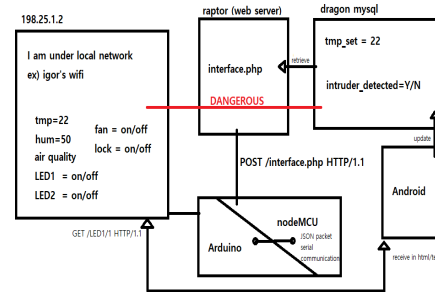 198.25.1.2
raptor (web server)
dragon mysql
I am under local network
ex) igor's wifi
tmp=22
hum=50
air quality
LED1 = on/off
LED2 = on/off
fan = on/off
lock = on/off
interface.php
retrieve
tmp_set = 22
intruder_detected=Y/N
DANGEROUS
POST /interface.php HTTP/1.1
GET /LED1/1 HTTP/1.1
Arduino
nodeMCU
JSON packet
serial
communication
Android
update
receive in